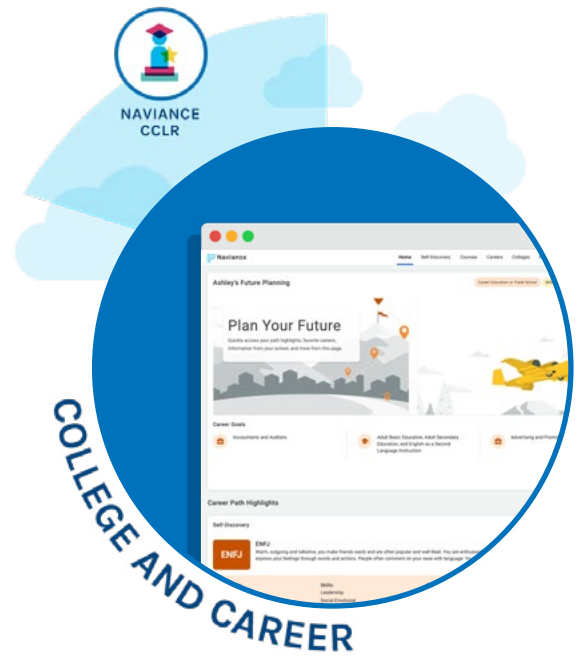 NAVIANCE
CCLR
Naviance
Home Self-Discovery Courses Careers Colleges
Ashley's Future Planning
Career Education or Trade School
Plan Your Future
Quickly access your path highlights, favorite careers,
information from your school, and more from this page.
Career Goals
Accountants and Auditors
Adult Basic Education, Adult Secondary
Education, and English as a Second
Language Instructors
Advertising and
Career Path Highlights
Self-Discovery
ENFJ
ENFJ
Warm, outgoing and talkative, you make friends easily and are often popular and well-liked. You are
express your feelings through words and actions. People often comment on your ease with language.
Skills
Leadership
Social Emotional
COLLEGE AND CAREER